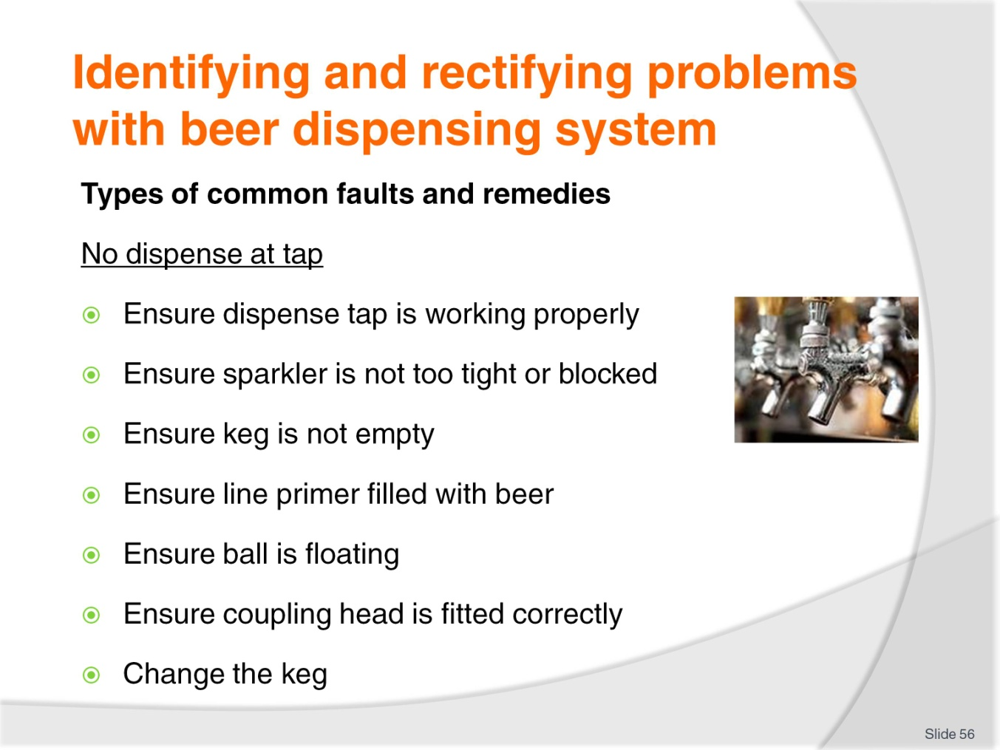 Identifying and rectifying problems
with beer dispensing system
Types of common faults and remedies
No dispense at tap
Ensure dispense tap is working properly
Ensure sparkler is not too tight or blocked
Ensure keg is not empty
Ensure line primer filled with beer
Ensure ball is floating
Ensure coupling head is fitted correctly
Change the keg
Slide 56